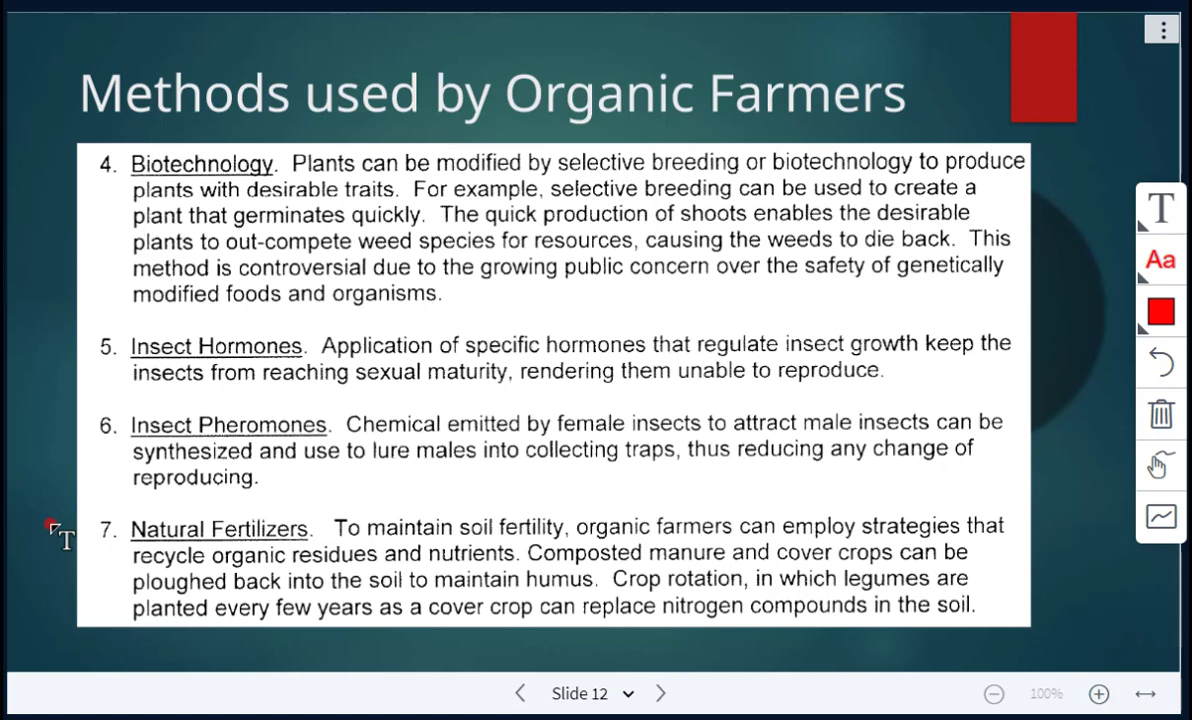 Methods used by Organic Farmers
4. Biotechnology. Plants can be modified by selective breeding or biotechnology to produce
plants with desirable traits. For example, selective breeding can be used to create a
plant that germinates quickly. The quick production of shoots enables the desirable
plants to out-compete weed species for resources, causing the weeds to die back. This
method is controversial due to the growing public concern over the safety of genetically
modified foods and organisms.
5. Insect Hormones. Application of specific hormones that regulate insect growth keep the
insects from reaching sexual maturity, rendering them unable to reproduce.
6. Insect Pheromones. Chemical emitted by female insects to attract male insects can be
synthesized and use to lure males into collecting traps, thus reducing any change of
reproducing.
7. Natural Fertilizers. To maintain soil fertility, organic farmers can employ strategies that
recycle organic residues and nutrients. Composted manure and cover crops can be
ploughed back into the soil to maintain humus. Crop rotation, in which legumes are
planted every few years as a cover crop can replace nitrogen compounds in the soil.
T
T
Aa
Slide 12
100%